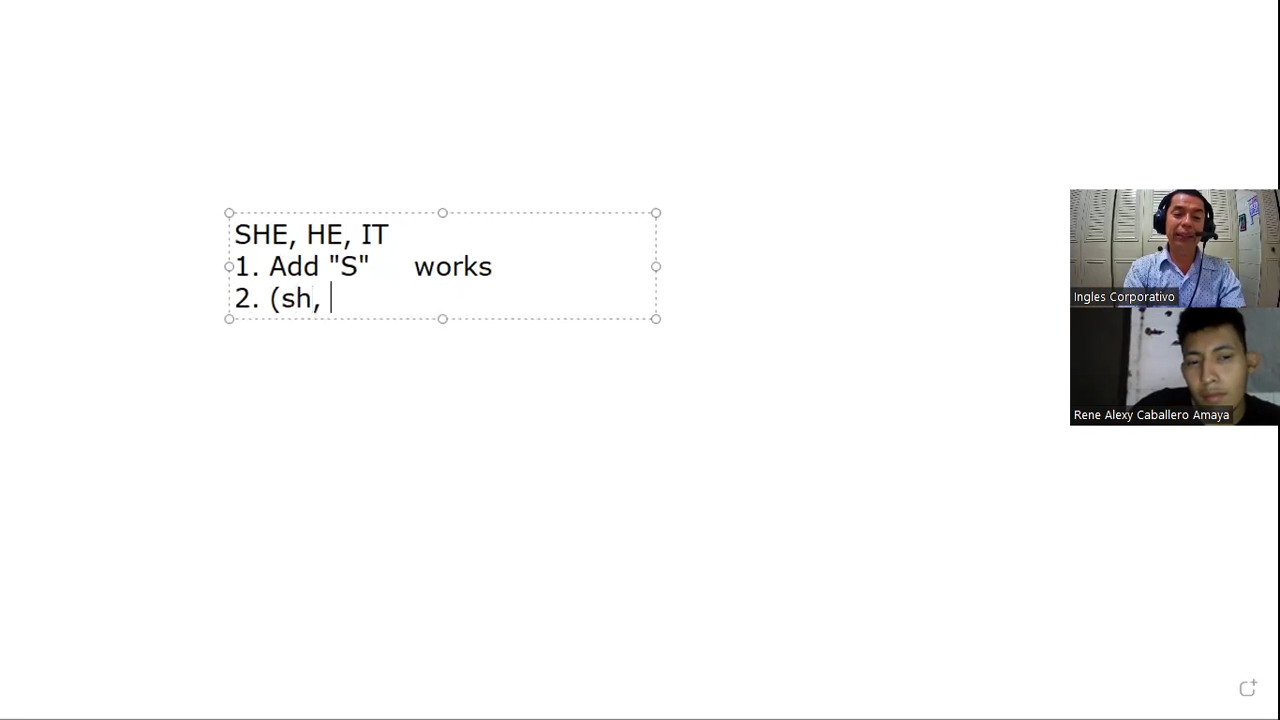 SHE, HE, IT
1. Add "S" works
2. (sh,
Ingles Corporativo
Rene Alexy Caballero Amaya